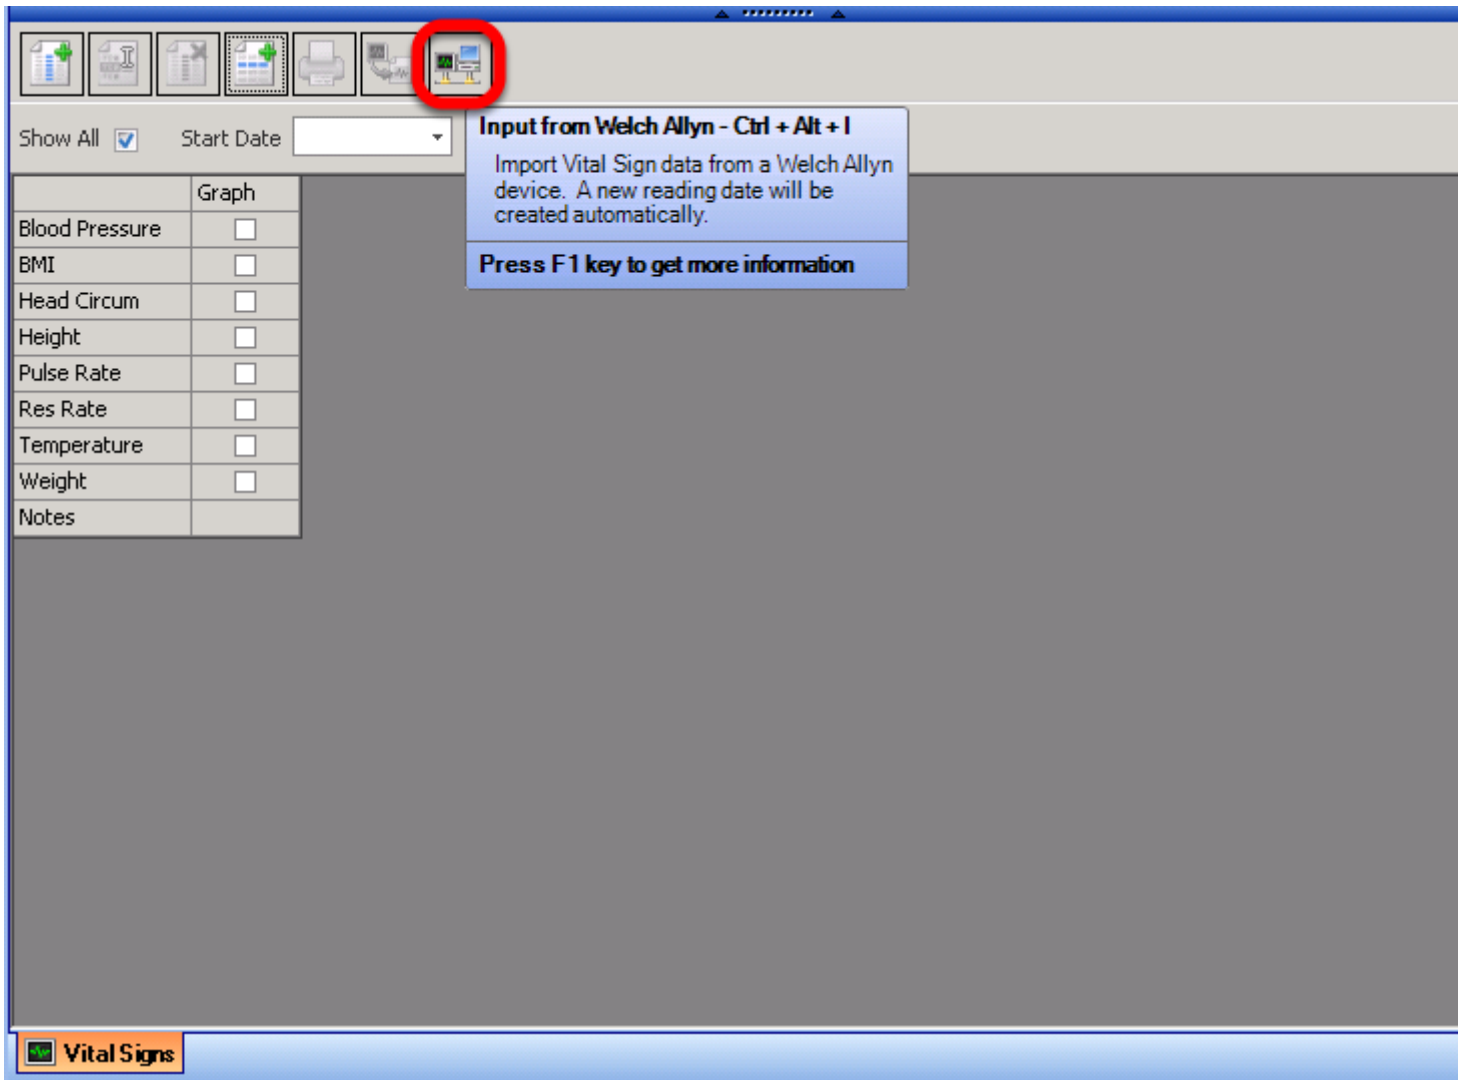 Show All Start Date
Input from Welch Allyn - Ctrl + Alt + I
Import Vital Sign data from a Welch Allyn
device. A new reading date will be
created automatically.
Press F1 key to get more information
Graph
Blood Pressure
BMI
Head Circum
Height
Pulse Rate
Res Rate
Temperature
Weight
Notes
Vital Signs